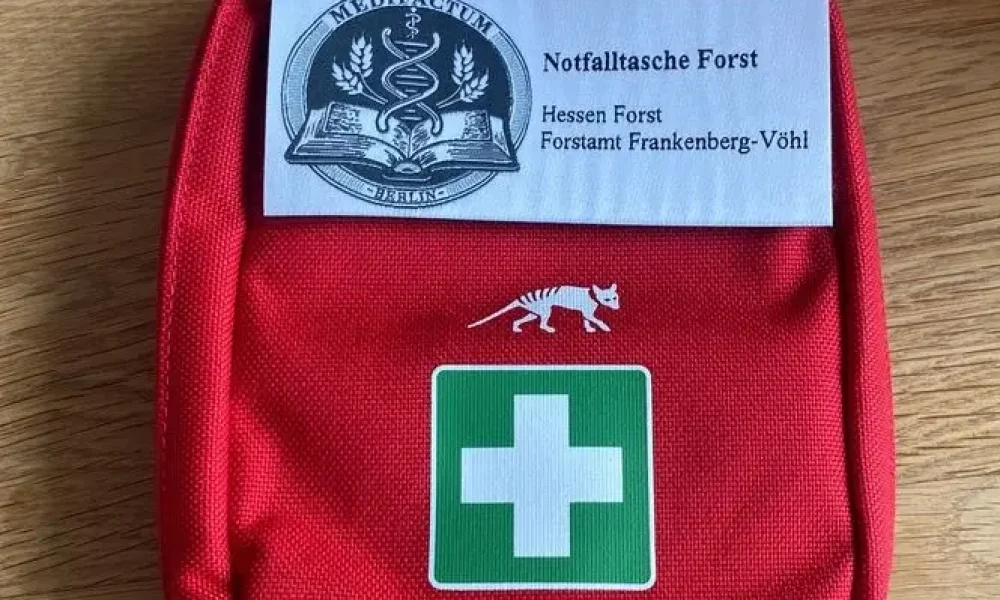 MEDIFACTUM
Notfalltasche Forst
Hessen Forst
Forstamt Frankenberg-Vöhl
-BERLIN-